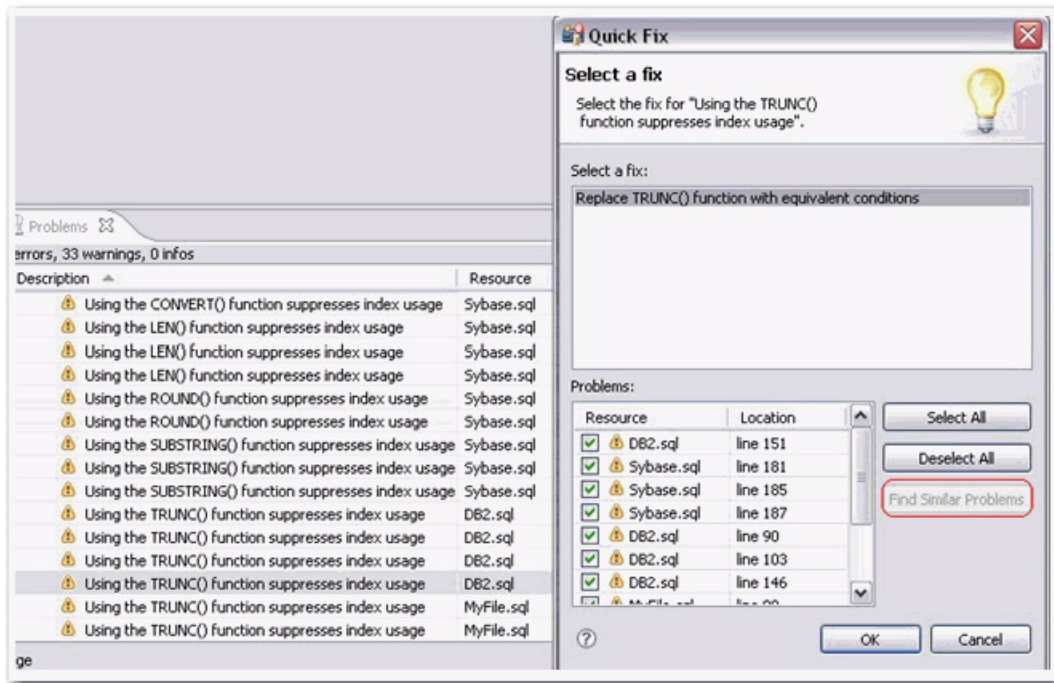 Problems
errors, 33 warnings, 0 infos
Description Resource
Using the CONVERT() function suppresses index usage Sybase.sql
Using the LEN() function suppresses index usage Sybase.sql
Using the LEN() function suppresses index usage Sybase.sql
Using the LEN() function suppresses index usage Sybase.sql
Using the ROUND() function suppresses index usage Sybase.sql
Using the ROUND() function suppresses index usage Sybase.sql
Using the SUBSTRING() function suppresses index usage Sybase.sql
Using the SUBSTRING() function suppresses index usage Sybase.sql
Using the SUBSTRING() function suppresses index usage Sybase.sql
Using the TRUNC() function suppresses index usage DB2.sql
Using the TRUNC() function suppresses index usage DB2.sql
Using the TRUNC() function suppresses index usage DB2.sql
Using the TRUNC() function suppresses index usage DB2.sql
Using the TRUNC() function suppresses index usage MyFile.sql
Using the TRUNC() function suppresses index usage MyFile.sql
ge
Quick Fix
Select a fix
Select the fix for "Using the TRUNC()
function suppresses index usage".
Select a fix:
Replace TRUNC() function with equivalent conditions
Problems:
Resource Location
DB2.sql line 151
Sybase.sql line 181
Sybase.sql line 185
Sybase.sql line 187
DB2.sql line 90
DB2.sql line 103
DB2.sql line 146
Select All
Deselect All
Find Similar Problems
OK Cancel